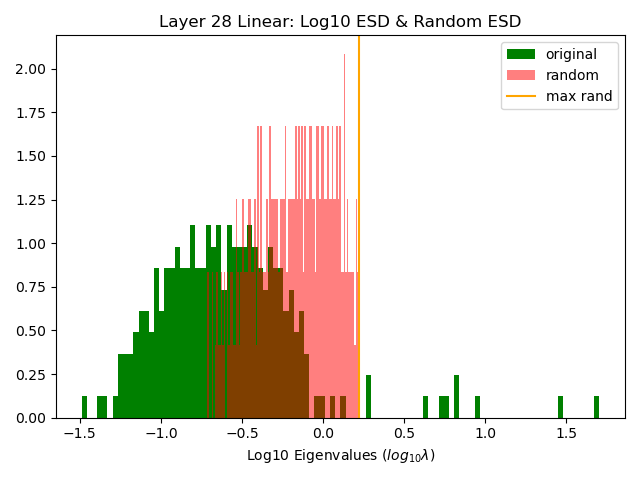 Layer 28 Linear: Log10 ESD & Random ESD
original
random
max rand
2.00
1.75
1.50
1.25
1.00
0.75
0.50
0.25
0.00
−1.5 −1.0 −0.5 0.0 0.5 1.0 1.5
Log10 Eigenvalues (log₁₀λ)